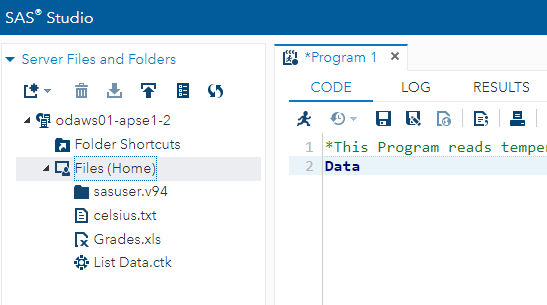 SAS® Studio
Server Files and Folders
odaws01-apse1-2
Folder Shortcuts
Files (Home)
sasuser.v94
celsius.txt
Grades.xls
List Data.ctk
*Program 1
CODE LOG RESULTS
1 *This Program reads
2 Data